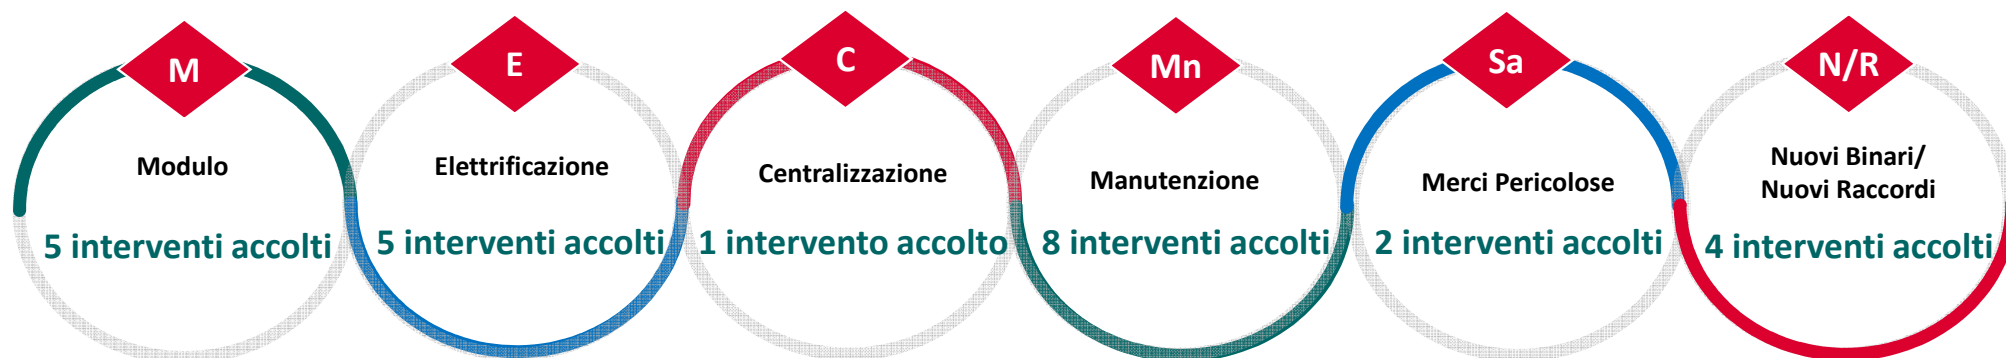 M
Modulo
5 interventi accolti
E
Elettrificazione
5 interventi accolti
C
Centralizzazione
1 intervento accolto
Mn
Manutenzione
8 interventi accolti
Sa
Merci Pericolose
2 interventi accolti
N/R
Nuovi Binari/
Nuovi Raccordi
4 interventi accolti